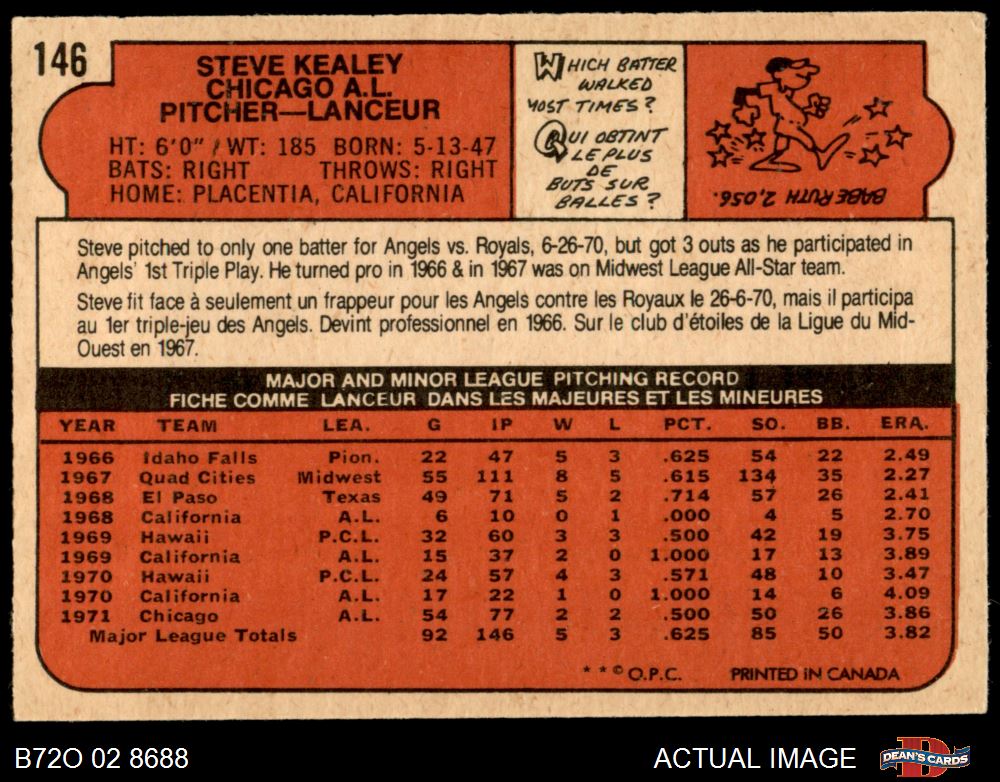 146
STEVE KEALEY
CHICAGO A.L.
PITCHER—LANCEUR
HT: 6'0" / WT: 185 BORN: 5-13-47
BATS: RIGHT THROWS: RIGHT
HOME: PLACENTIA, CALIFORNIA
WHICH BATTER
WALKED
MOST TIMES?
QUI OBTINT
LE PLUS
DE
BUTS SUR
BALLES?
BABE RUTH 2,056.
Steve pitched to only one batter for Angels vs. Royals, 6-26-70, but got 3 outs as he participated in
Angels' 1st Triple Play. He turned pro in 1966 & in 1967 was on Midwest League All-Star team.
Steve fit face à seulement un frappeur pour les Angels contre les Royaux le 26-6-70, mais il participa
au 1er triple-jeu des Angels. Devint professionnel en 1966. Sur le club d'étoiles de la Ligue du Mid-
Ouest en 1967.
MAJOR AND MINOR LEAGUE PITCHING RECORD
FICHE COMME LANCEUR DANS LES MAJEURES ET LES MINEURES
YEAR TEAM LEA. G IP W L PCT. SO. BB. ERA.
1966 Idaho Falls Pion. 22 47 5 3 .625 54 22 2.49
1967 Quad Cities Midwest 55 111 8 5 .615 134 35 2.27
1968 El Paso Texas 49 71 5 2 .714 57 26 2.41
1968 California A.L. 6 10 0 1 .000 4 5 2.70
1969 Hawaii P.C.L. 32 60 3 3 .500 42 19 3.75
1969 California A.L. 15 37 2 0 1.000 17 13 3.89
1970 Hawaii P.C.L. 24 57 4 3 .571 48 10 3.47
1970 California A.L. 17 22 1 0 1.000 14 6 4.09
1971 Chicago A.L. 54 77 2 2 .500 50 26 3.86
Major League Totals 92 146 5 3 .625 85 50 3.82
* * © O.P.C. PRINTED IN CANADA
B72O 02 8688 ACTUAL IMAGE DEAN'S CARDS